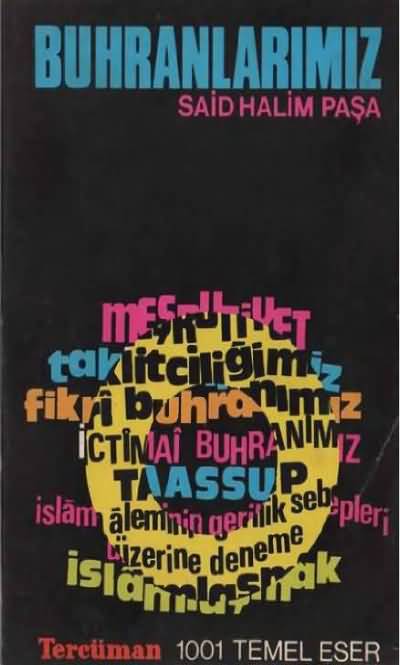 BUHRANLARIMIZ
SAİD HALİM PAŞA
MEŞRUTİYET
taklitciliğimiz
fikrî buhranımız
İCTİMAÎ BUHRANIMIZ
TAASSUP
islâm âleminin gerilik sebepleri
üzerine deneme
islâmlaşmak
Tercüman 1001 TEMEL ESER